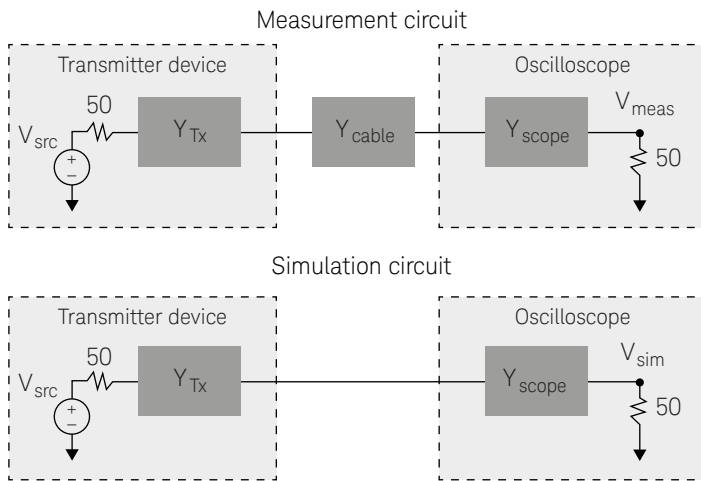 Measurement circuit
Transmitter device
Oscilloscope
50
V_src
+
−
Y_Tx
Y_cable
Y_scope
V_meas
50
Simulation circuit
Transmitter device
Oscilloscope
50
V_src
+
−
Y_Tx
Y_scope
V_sim
50